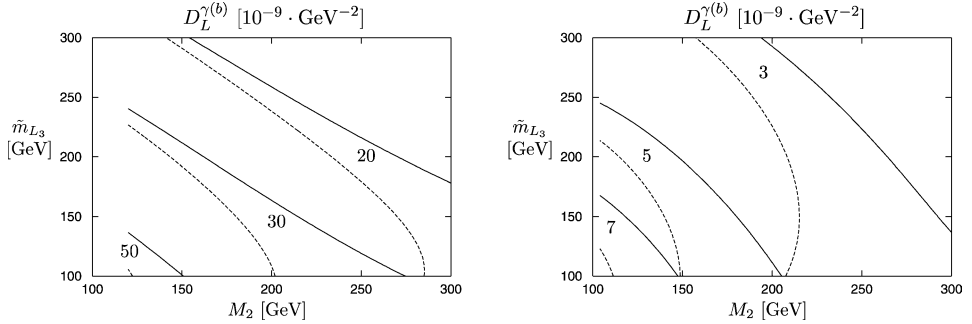 D_L^{γ(b)} [10^{-9} · GeV^{-2}]
300
250
200
150
100
m̃_{L_3}
[GeV]
20
30
50
100 150 200 250 300
M_2 [GeV]
D_L^{γ(b)} [10^{-9} · GeV^{-2}]
300
250
200
150
100
m̃_{L_3}
[GeV]
3
5
7
100 150 200 250 300
M_2 [GeV]